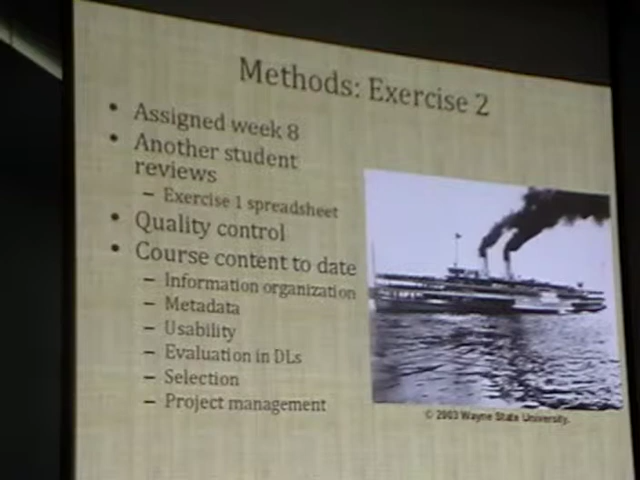 Methods: Exercise 2
• Assigned week 8
• Another student
reviews
– Exercise 1 spreadsheet
• Quality control
• Course content to date
– Information organization
– Metadata
– Usability
– Evaluation in DLs
– Selection
– Project management
© 2003 Wayne State University.